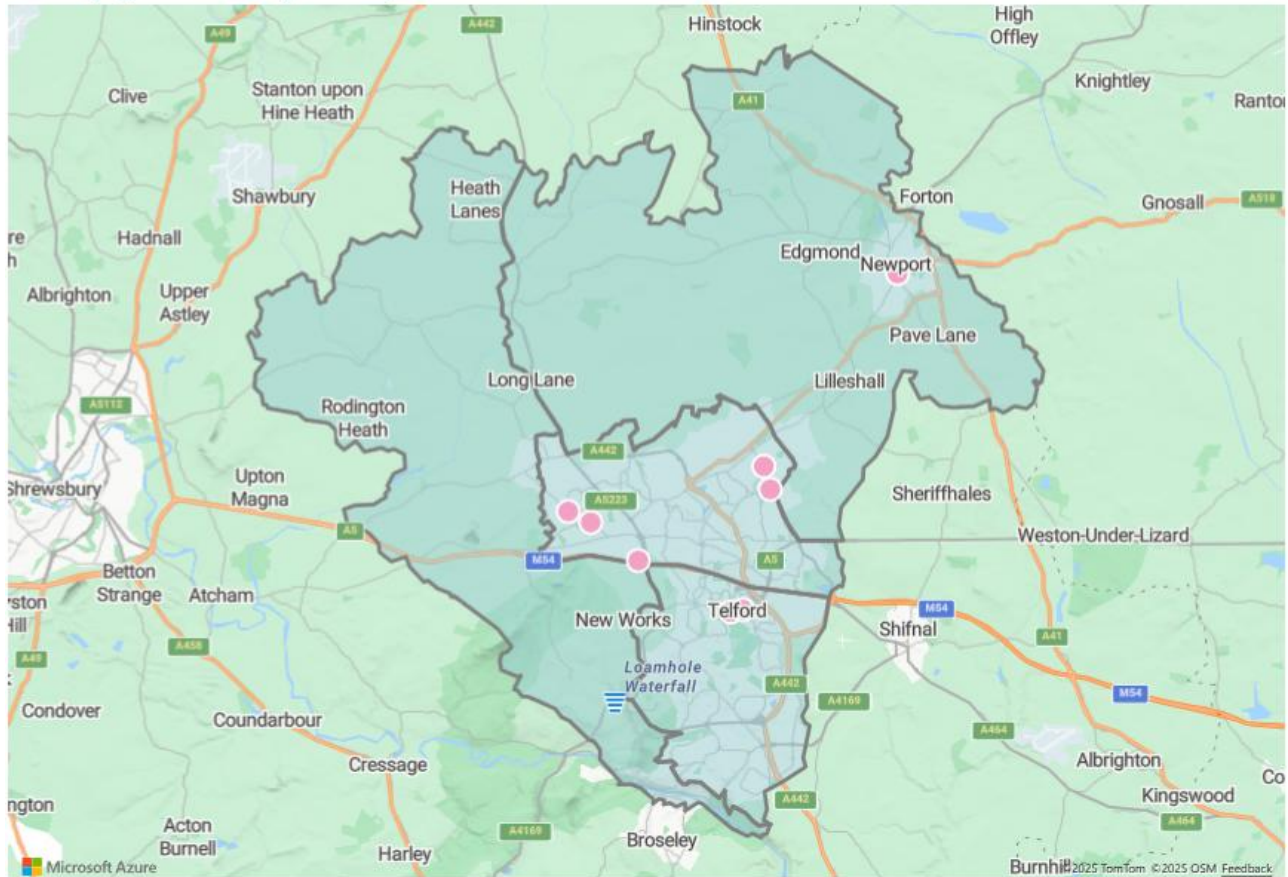 A49
A442
Hinstock
High
Offley
Clive
Stanton upon
Hine Heath
A41
Knightley
Shawbury
Heath
Lanes
Forton
Gnosall
A518
Hadnall
Edgmond
Newport
Albrighton
Upper
Astley
Pave Lane
Long Lane
Lilleshall
A5112
Rodington
Heath
A442
Shrewsbury
Upton
Magna
A5223
Sheriffhales
A5
M54
A5
Weston-Under-Lizard
Betton
Strange
Atcham
New Works
Telford
M54
Shifnal
A41
A49
A458
Loamhole
Waterfall
A442
A4169
M54
Condover
Coundarbour
A464
Cressage
Albrighton
Kingswood
A442
A4169
Acton
Burnell
Harley
Broseley
A464
Microsoft Azure
©2025 TomTom ©2025 OSM Feedback